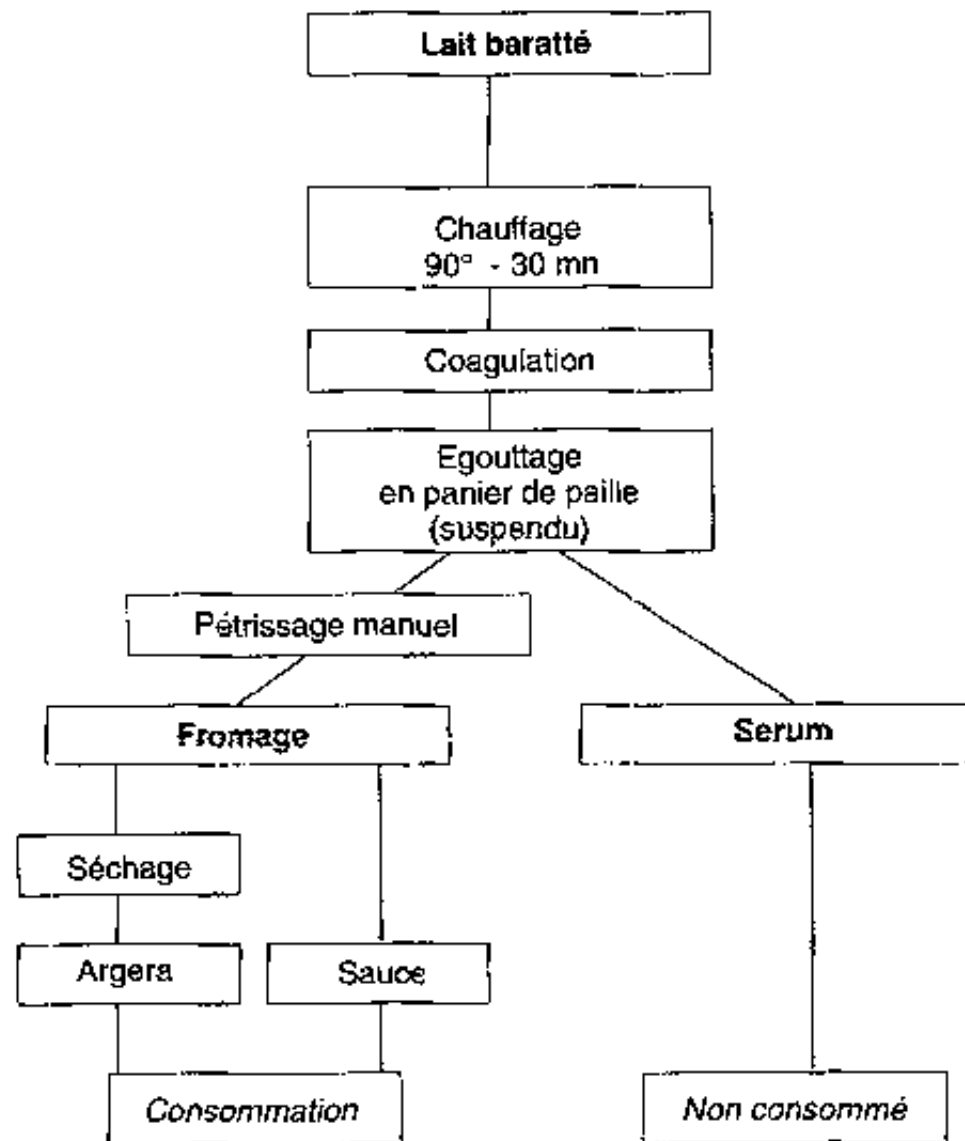 Lait baratté
Chauffage
90° - 30 mn
Coagulation
Egouttage
en panier de paille
(suspendu)
Pétrissage manuel
Fromage
Serum
Séchage
Argera
Sauce
Consommation
Non consommé